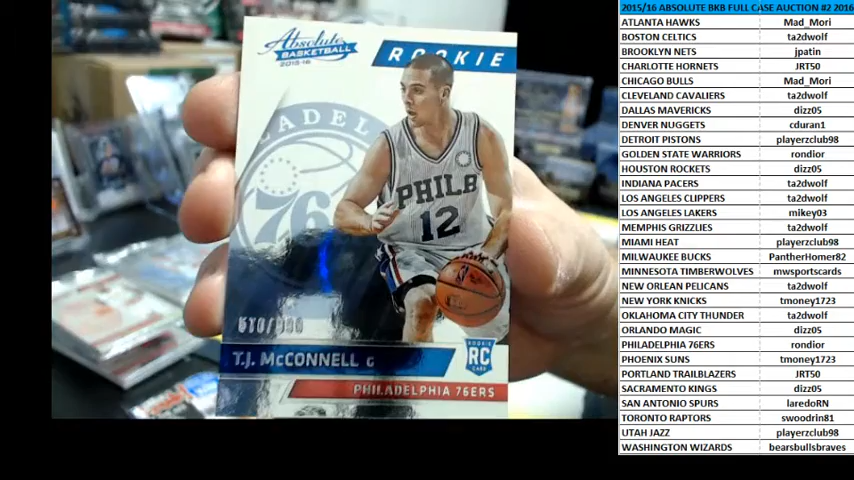 Absolute
BASKETBALL
2015-16
ROOKIE
ADEL
76
PHILA
12
T.J. McCONNELL G
ROOKIE
RC
CARD
PHILADELPHIA 76ERS
2015/16 ABSOLUTE BKB FULL CASE AUCTION #2 2016
ATLANTA HAWKS Mad_Mori
BOSTON CELTICS ta2dwolf
BROOKLYN NETS jpatin
CHARLOTTE HORNETS JRT50
CHICAGO BULLS Mad_Mori
CLEVELAND CAVALIERS ta2dwolf
DALLAS MAVERICKS dizz05
DENVER NUGGETS cduran1
DETROIT PISTONS playerzclub98
GOLDEN STATE WARRIORS rondior
HOUSTON ROCKETS dizz05
INDIANA PACERS ta2dwolf
LOS ANGELES CLIPPERS ta2dwolf
LOS ANGELES LAKERS mikey03
MEMPHIS GRIZZLIES ta2dwolf
MIAMI HEAT playerzclub98
MILWAUKEE BUCKS PantherHomer82
MINNESOTA TIMBERWOLVES mwsportscards
NEW ORLEAN PELICANS ta2dwolf
NEW YORK KNICKS tmoney1723
OKLAHOMA CITY THUNDER ta2dwolf
ORLANDO MAGIC dizz05
PHILADELPHIA 76ERS rondior
PHOENIX SUNS tmoney1723
PORTLAND TRAILBLAZERS JRT50
SACRAMENTO KINGS dizz05
SAN ANTONIO SPURS laredoRN
TORONTO RAPTORS swoodrin81
UTAH JAZZ playerzclub98
WASHINGTON WIZARDS bearsbullsbraves